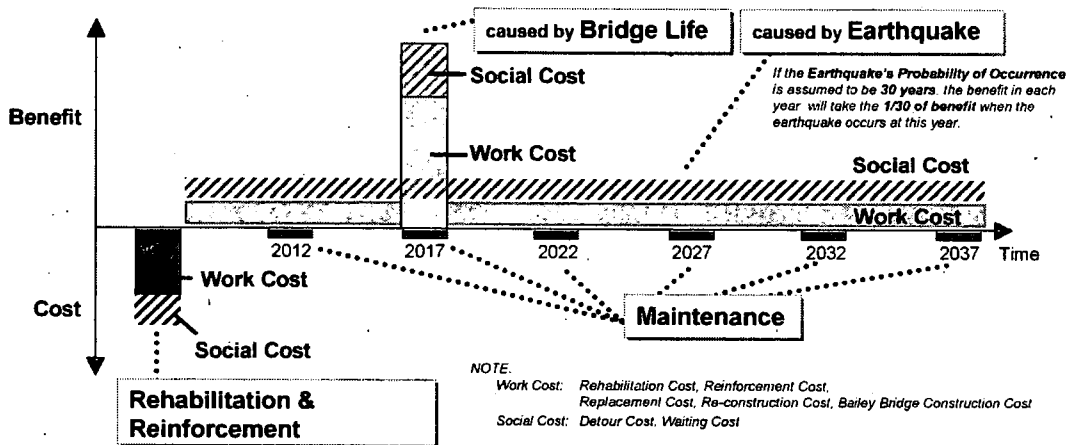 caused by Bridge Life
caused by Earthquake
Social Cost
If the Earthquake's Probability of Occurrence
is assumed to be 30 years, the benefit in each
year will take the 1/30 of benefit when the
earthquake occurs at this year.
Benefit
Work Cost
Social Cost
Work Cost
2012
2017
2022
2027
2032
2037
Time
Work Cost
Cost
Maintenance
Social Cost
NOTE.
Work Cost: Rehabilitation Cost, Reinforcement Cost,
Replacement Cost, Re-construction Cost, Bailey Bridge Construction Cost
Social Cost: Detour Cost, Waiting Cost
Rehabilitation &
Reinforcement